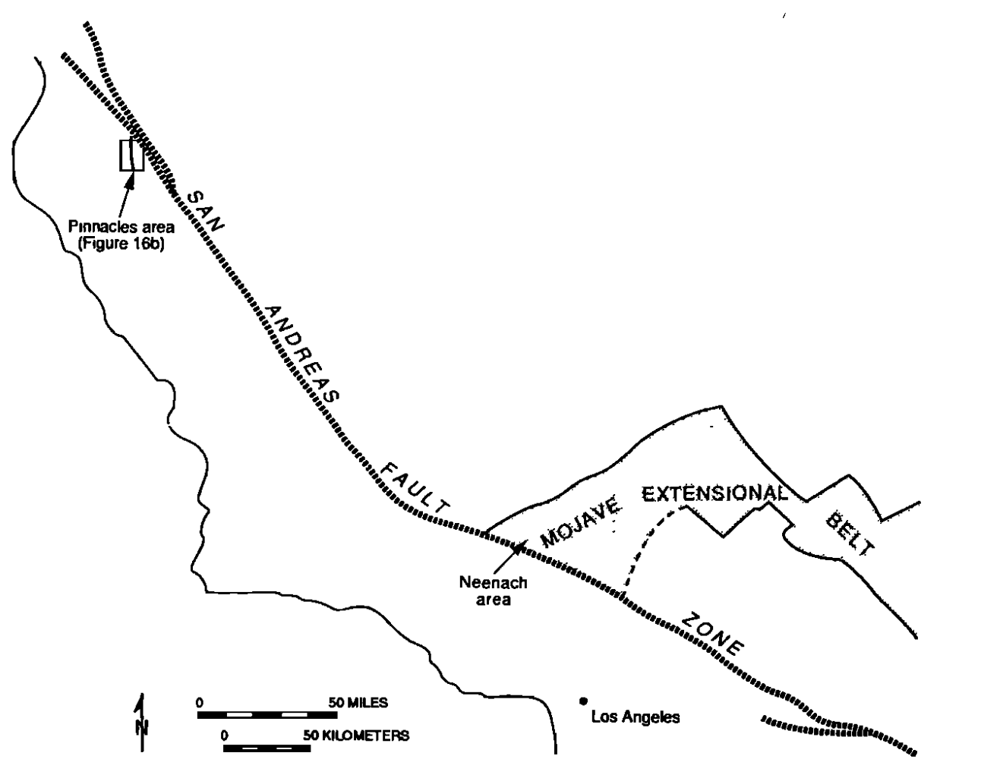 SAN
Pinnacles area
(Figure 16b)
ANDREAS
FAULT
MOJAVE
EXTENSIONAL
BELT
Neenach
area
ZONE
0 50 MILES
N
0 50 KILOMETERS
Los Angeles